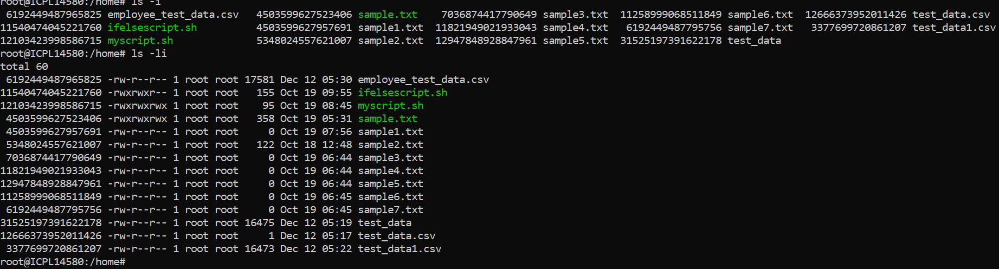 root@ICPL14580:/home# ls -i
 6192449487965825 employee_test_data.csv   4503599627523406 sample.txt    7036874417790649 sample3.txt  11258999068511849 sample6.txt  12666373952011426 test_data.csv
11540474045221760 ifelsescript.sh          4503599627957691 sample1.txt  11821949021933043 sample4.txt   6192449487795756 sample7.txt   3377699720861207 test_data1.csv
12103423998586715 myscript.sh              5348024557621007 sample2.txt  12947848928847961 sample5.txt  31525197391622178 test_data
root@ICPL14580:/home# ls -li
total 60
 6192449487965825 -rw-r--r-- 1 root root 17581 Dec 12 05:30 employee_test_data.csv
11540474045221760 -rwxrwxr-- 1 root root   155 Oct 19 09:55 ifelsescript.sh
12103423998586715 -rwxrwxrwx 1 root root    95 Oct 19 08:45 myscript.sh
 4503599627523406 -rwxrwxrwx 1 root root   358 Oct 19 05:31 sample.txt
 4503599627957691 -rw-r--r-- 1 root root     0 Oct 19 07:56 sample1.txt
 5348024557621007 -rw-r--r-- 1 root root   122 Oct 18 12:48 sample2.txt
 7036874417790649 -rw-r--r-- 1 root root     0 Oct 19 06:44 sample3.txt
11821949021933043 -rw-r--r-- 1 root root     0 Oct 19 06:44 sample4.txt
12947848928847961 -rw-r--r-- 1 root root     0 Oct 19 06:44 sample5.txt
11258999068511849 -rw-r--r-- 1 root root     0 Oct 19 06:45 sample6.txt
 6192449487795756 -rw-r--r-- 1 root root     0 Oct 19 06:45 sample7.txt
31525197391622178 -rw-r--r-- 1 root root 16475 Dec 12 05:19 test_data
12666373952011426 -rw-r--r-- 1 root root     1 Dec 12 05:17 test_data.csv
 3377699720861207 -rw-r--r-- 1 root root 16473 Dec 12 05:22 test_data1.csv
root@ICPL14580:/home#